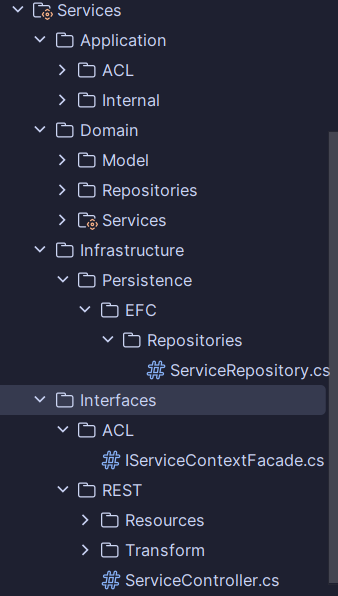 Services
Application
ACL
Internal
Domain
Model
Repositories
Services
Infrastructure
Persistence
EFC
Repositories
ServiceRepository.cs
Interfaces
ACL
IServiceContextFacade.cs
REST
Resources
Transform
ServiceController.cs